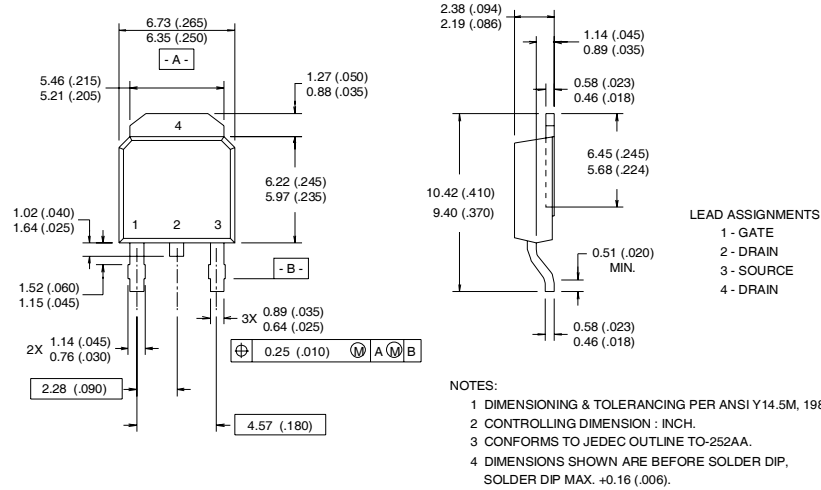 6.73 (.265)
6.35 (.250)
- A -
5.46 (.215)
5.21 (.205)
1.27 (.050)
0.88 (.035)
4
6.22 (.245)
5.97 (.235)
1.02 (.040)
1.64 (.025)
1 2 3
- B -
1.52 (.060)
1.15 (.045)
3X 0.89 (.035)
0.64 (.025)
2X 1.14 (.045)
0.76 (.030)
⌖ 0.25 (.010) Ⓜ A Ⓜ B
2.28 (.090)
4.57 (.180)
2.38 (.094)
2.19 (.086)
1.14 (.045)
0.89 (.035)
0.58 (.023)
0.46 (.018)
6.45 (.245)
5.68 (.224)
10.42 (.410)
9.40 (.370)
0.51 (.020)
MIN.
0.58 (.023)
0.46 (.018)
LEAD ASSIGNMENTS
1 - GATE
2 - DRAIN
3 - SOURCE
4 - DRAIN
NOTES:
1 DIMENSIONING & TOLERANCING PER ANSI Y14.5M, 198
2 CONTROLLING DIMENSION : INCH.
3 CONFORMS TO JEDEC OUTLINE TO-252AA.
4 DIMENSIONS SHOWN ARE BEFORE SOLDER DIP,
SOLDER DIP MAX. +0.16 (.006).